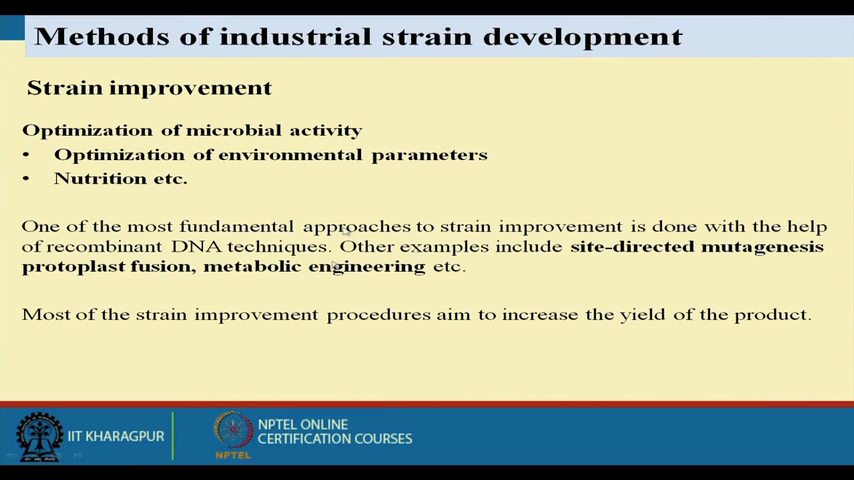 Methods of industrial strain development
Strain improvement
Optimization of microbial activity
• Optimization of environmental parameters
• Nutrition etc.
One of the most fundamental approaches to strain improvement is done with the help
of recombinant DNA techniques. Other examples include site-directed mutagenesis
protoplast fusion, metabolic engineering etc.
Most of the strain improvement procedures aim to increase the yield of the product.
IIT KHARAGPUR
NPTEL
NPTEL ONLINE
CERTIFICATION COURSES